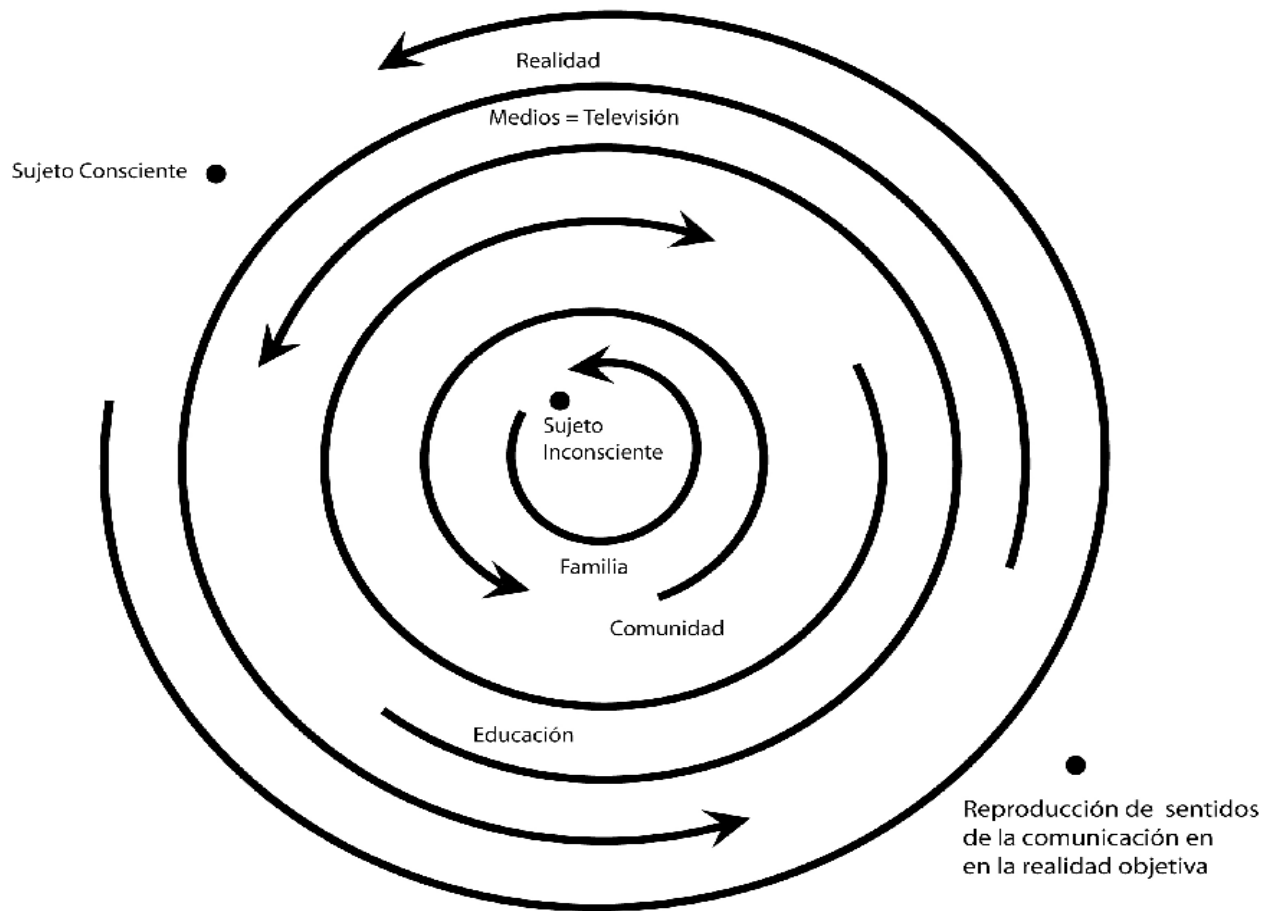 Realidad
Medios = Televisión
Sujeto Consciente
Sujeto
Inconsciente
Familia
Comunidad
Educación
Reproducción de sentidos
de la comunicación en
en la realidad objetiva